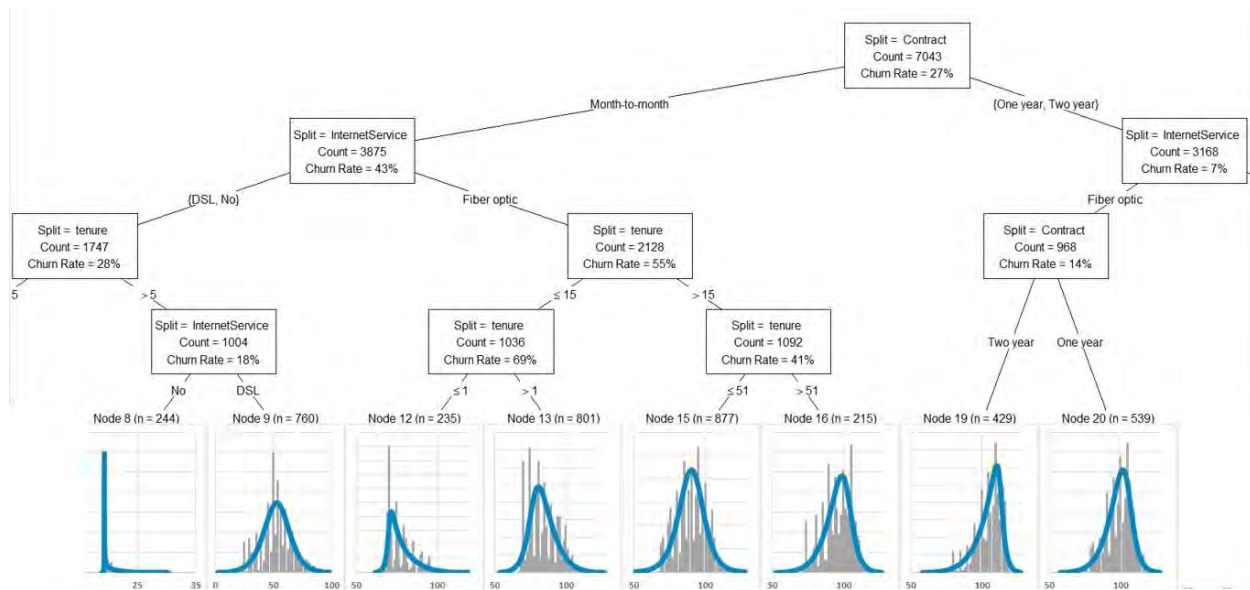 Split = Contract
Count = 7043
Churn Rate = 27%
Month-to-month
{One year, Two year}
Split = InternetService
Count = 3875
Churn Rate = 43%
Split = InternetService
Count = 3168
Churn Rate = 7%
{DSL, No}
Fiber optic
Fiber optic
Split = tenure
Count = 1747
Churn Rate = 28%
Split = tenure
Count = 2128
Churn Rate = 55%
Split = Contract
Count = 968
Churn Rate = 14%
5
> 5
≤ 15
> 15
Split = InternetService
Count = 1004
Churn Rate = 18%
Split = tenure
Count = 1036
Churn Rate = 69%
Split = tenure
Count = 1092
Churn Rate = 41%
Two year
One year
No
DSL
≤ 1
> 1
≤ 51
> 51
Node 8 (n = 244)
Node 9 (n = 760)
Node 12 (n = 235)
Node 13 (n = 801)
Node 15 (n = 877)
Node 16 (n = 215)
Node 19 (n = 429)
Node 20 (n = 539)
25 35
0 50 100
50 100
50 100
50 100
50 100
50 100
50 100